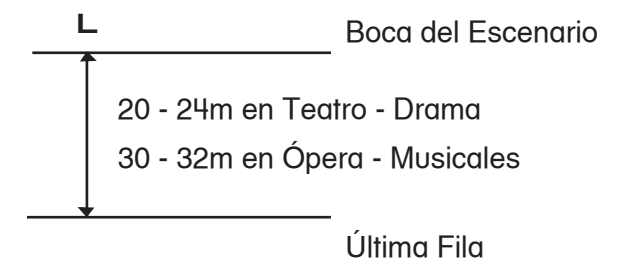 L
Boca del Escenario
20 - 24m en Teatro - Drama
30 - 32m en Ópera - Musicales
Última Fila